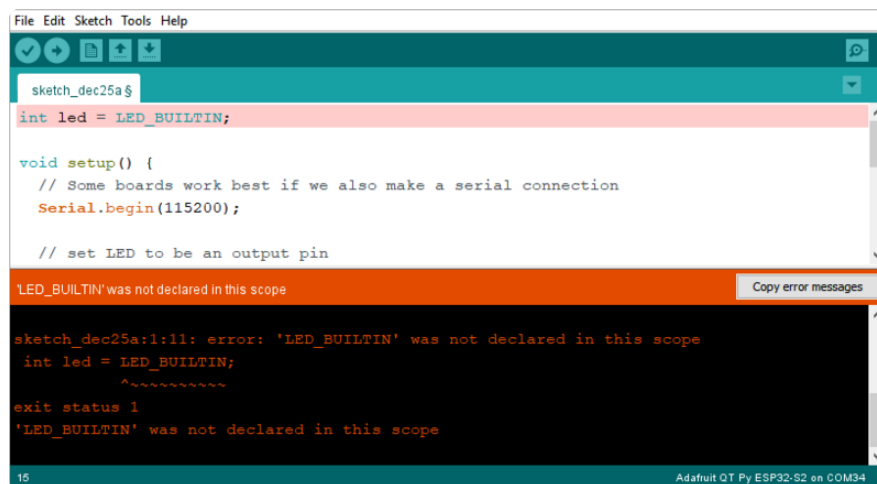 File Edit Sketch Tools Help
sketch_dec25a §
int led = LED_BUILTIN;
void setup() {
// Some boards work best if we also make a serial connection
Serial.begin(115200);
// set LED to be an output pin
'LED_BUILTIN' was not declared in this scope
Copy error messages
sketch_dec25a:1:11: error: 'LED_BUILTIN' was not declared in this scope
int led = LED_BUILTIN;
^~~~~~~~~~~
exit status 1
'LED_BUILTIN' was not declared in this scope
15
Adafruit QT Py ESP32-S2 on COM34